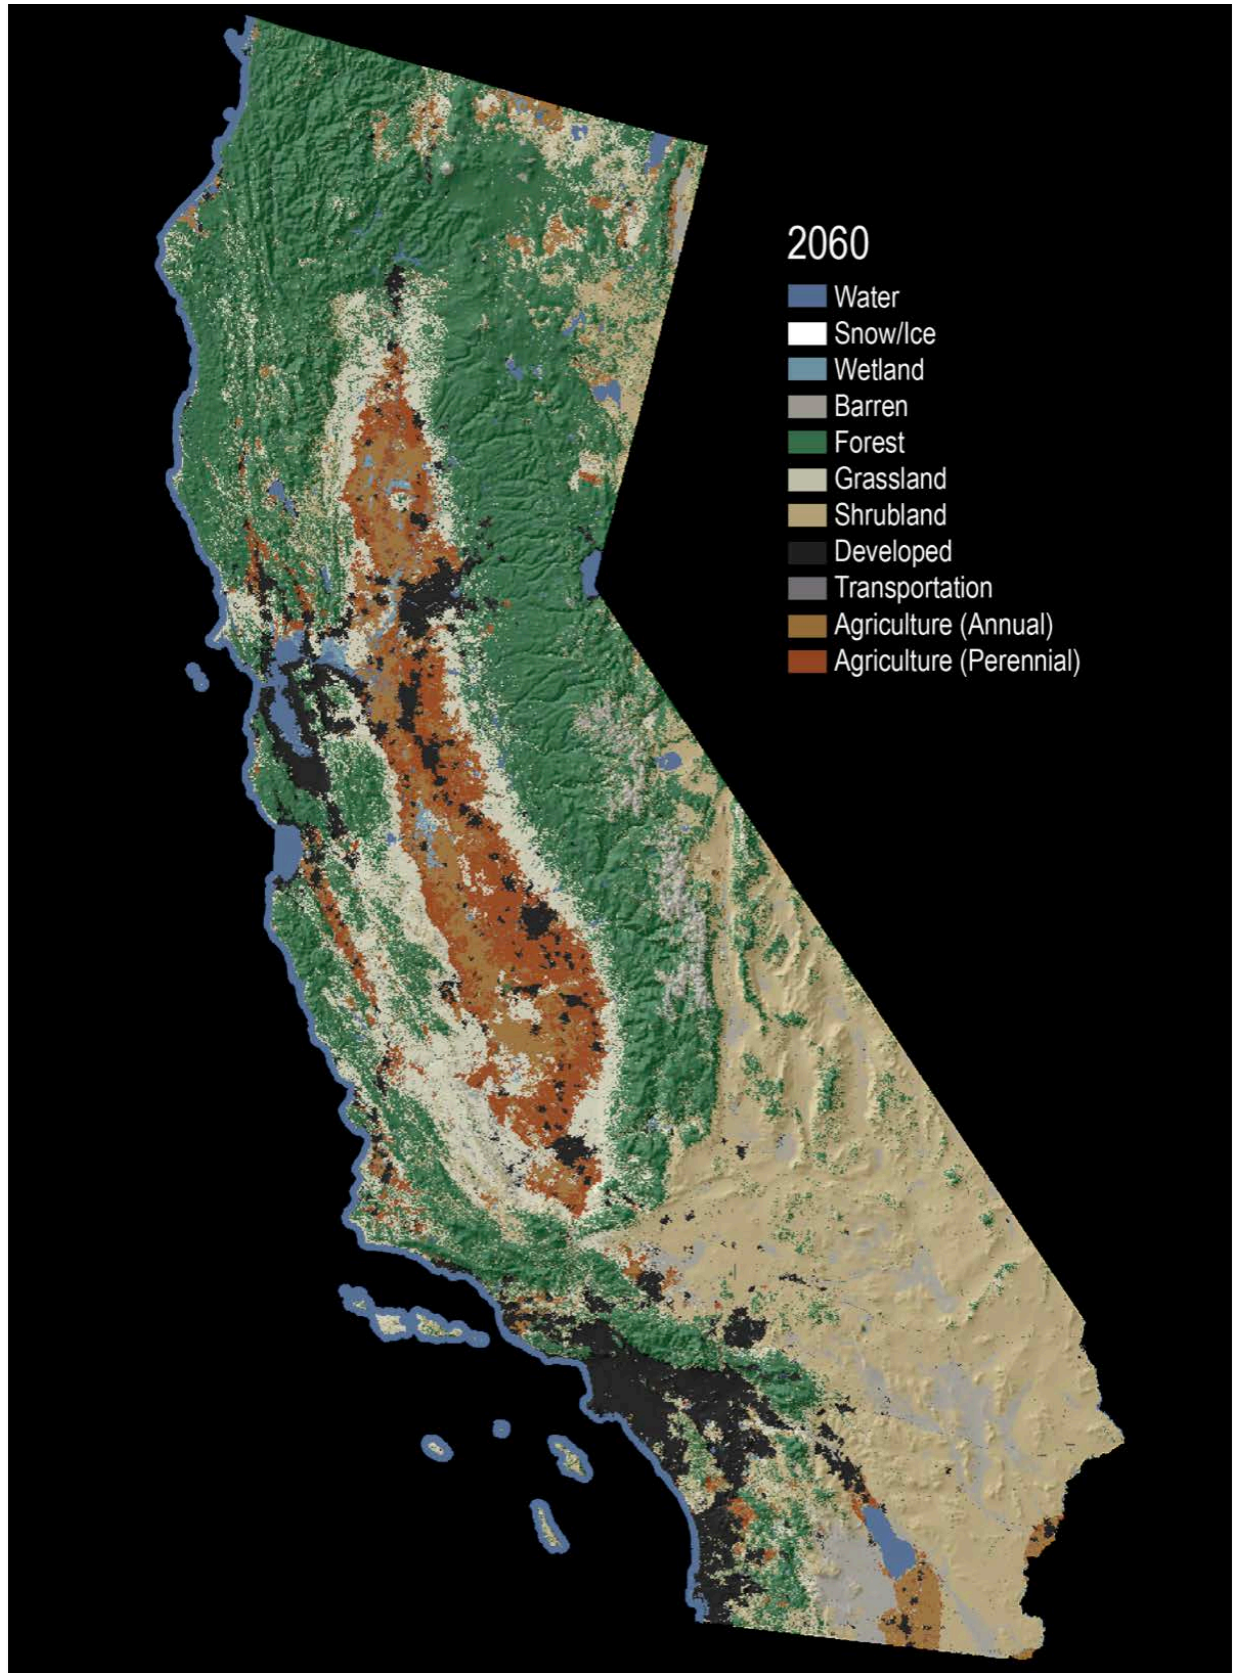 2060
Water
Snow/Ice
Wetland
Barren
Forest
Grassland
Shrubland
Developed
Transportation
Agriculture (Annual)
Agriculture (Perennial)